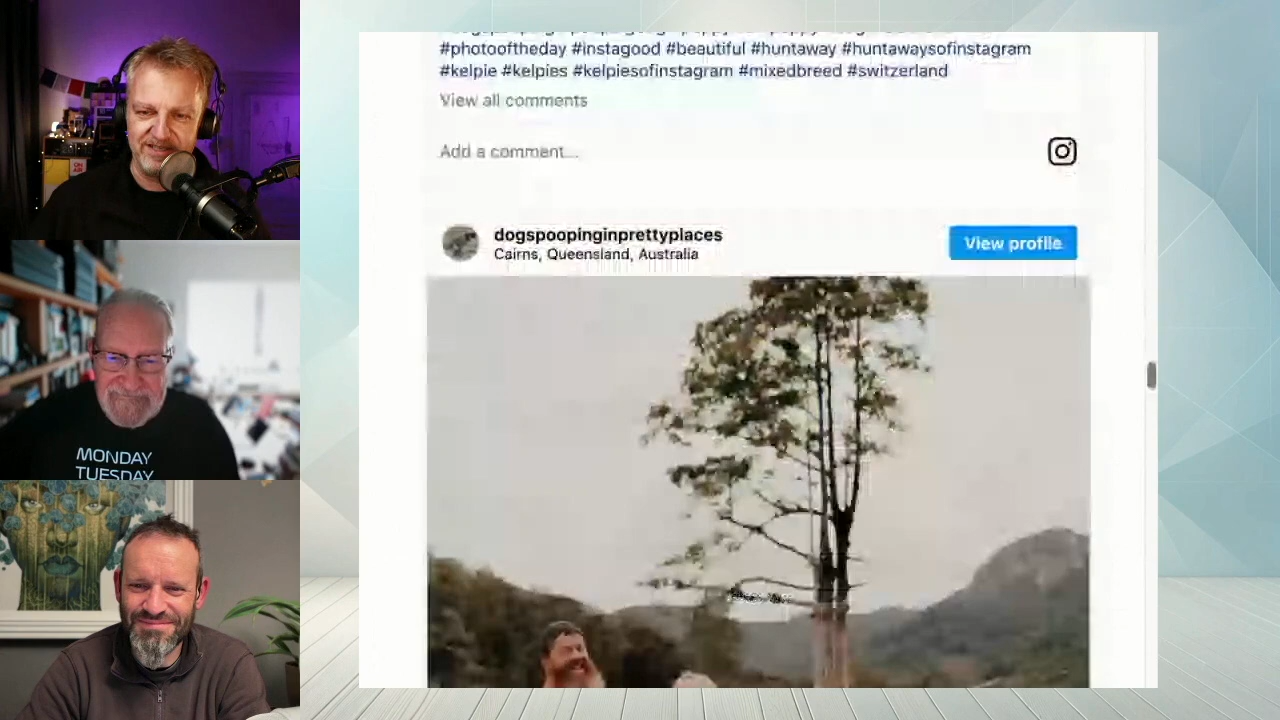 #photooftheday #instagood #beautiful #huntaway #huntawaysofinstagram
#kelpie #kelpies #kelpiesofinstagram #mixedbreed #switzerland
View all comments
Add a comment...
dogspoopinginprettyplaces
Cairns, Queensland, Australia
View profile
MONDAY
TUESDAY